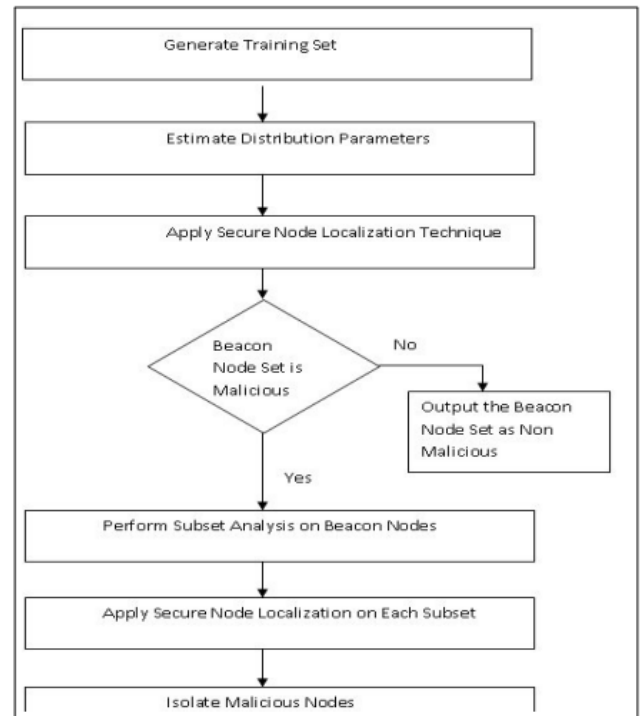 Generate Training Set
Estimate Distribution Parameters
Apply Secure Node Localization Technique
Beacon
Node Set is
Malicious
No
Output the Beacon
Node Set as Non
Malicious
Yes
Perform Subset Analysis on Beacon Nodes
Apply Secure Node Localization on Each Subset
Isolate Malicious Nodes